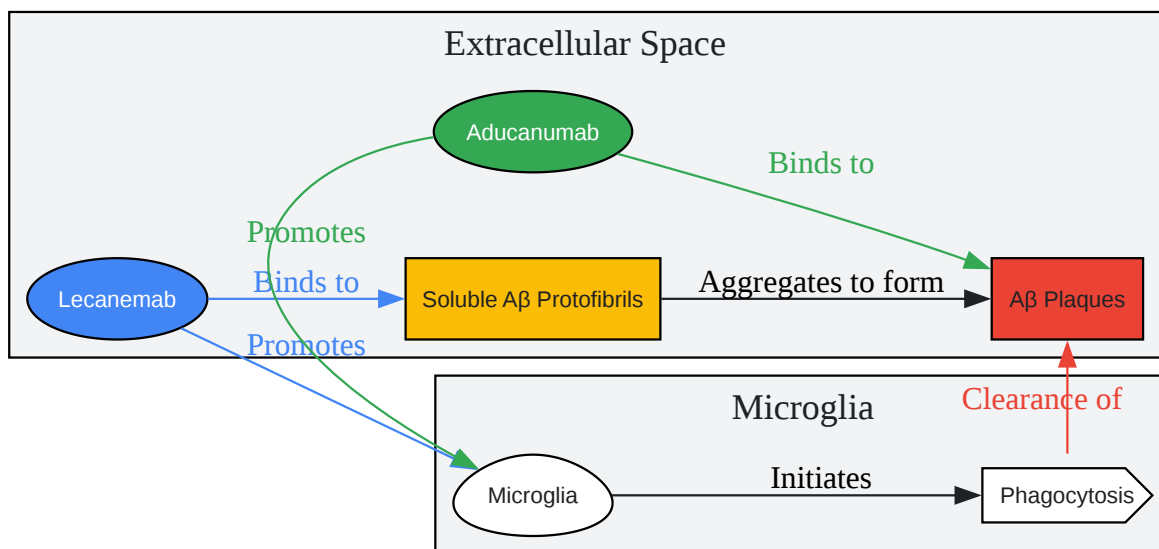 Extracellular Space
Aducanumab
Binds to
Promotes
Lecanemab
Binds to
Soluble Aβ Protofibrils
Aggregates to form
Aβ Plaques
Promotes
Microglia
Clearance of
Microglia
Initiates
Phagocytosis